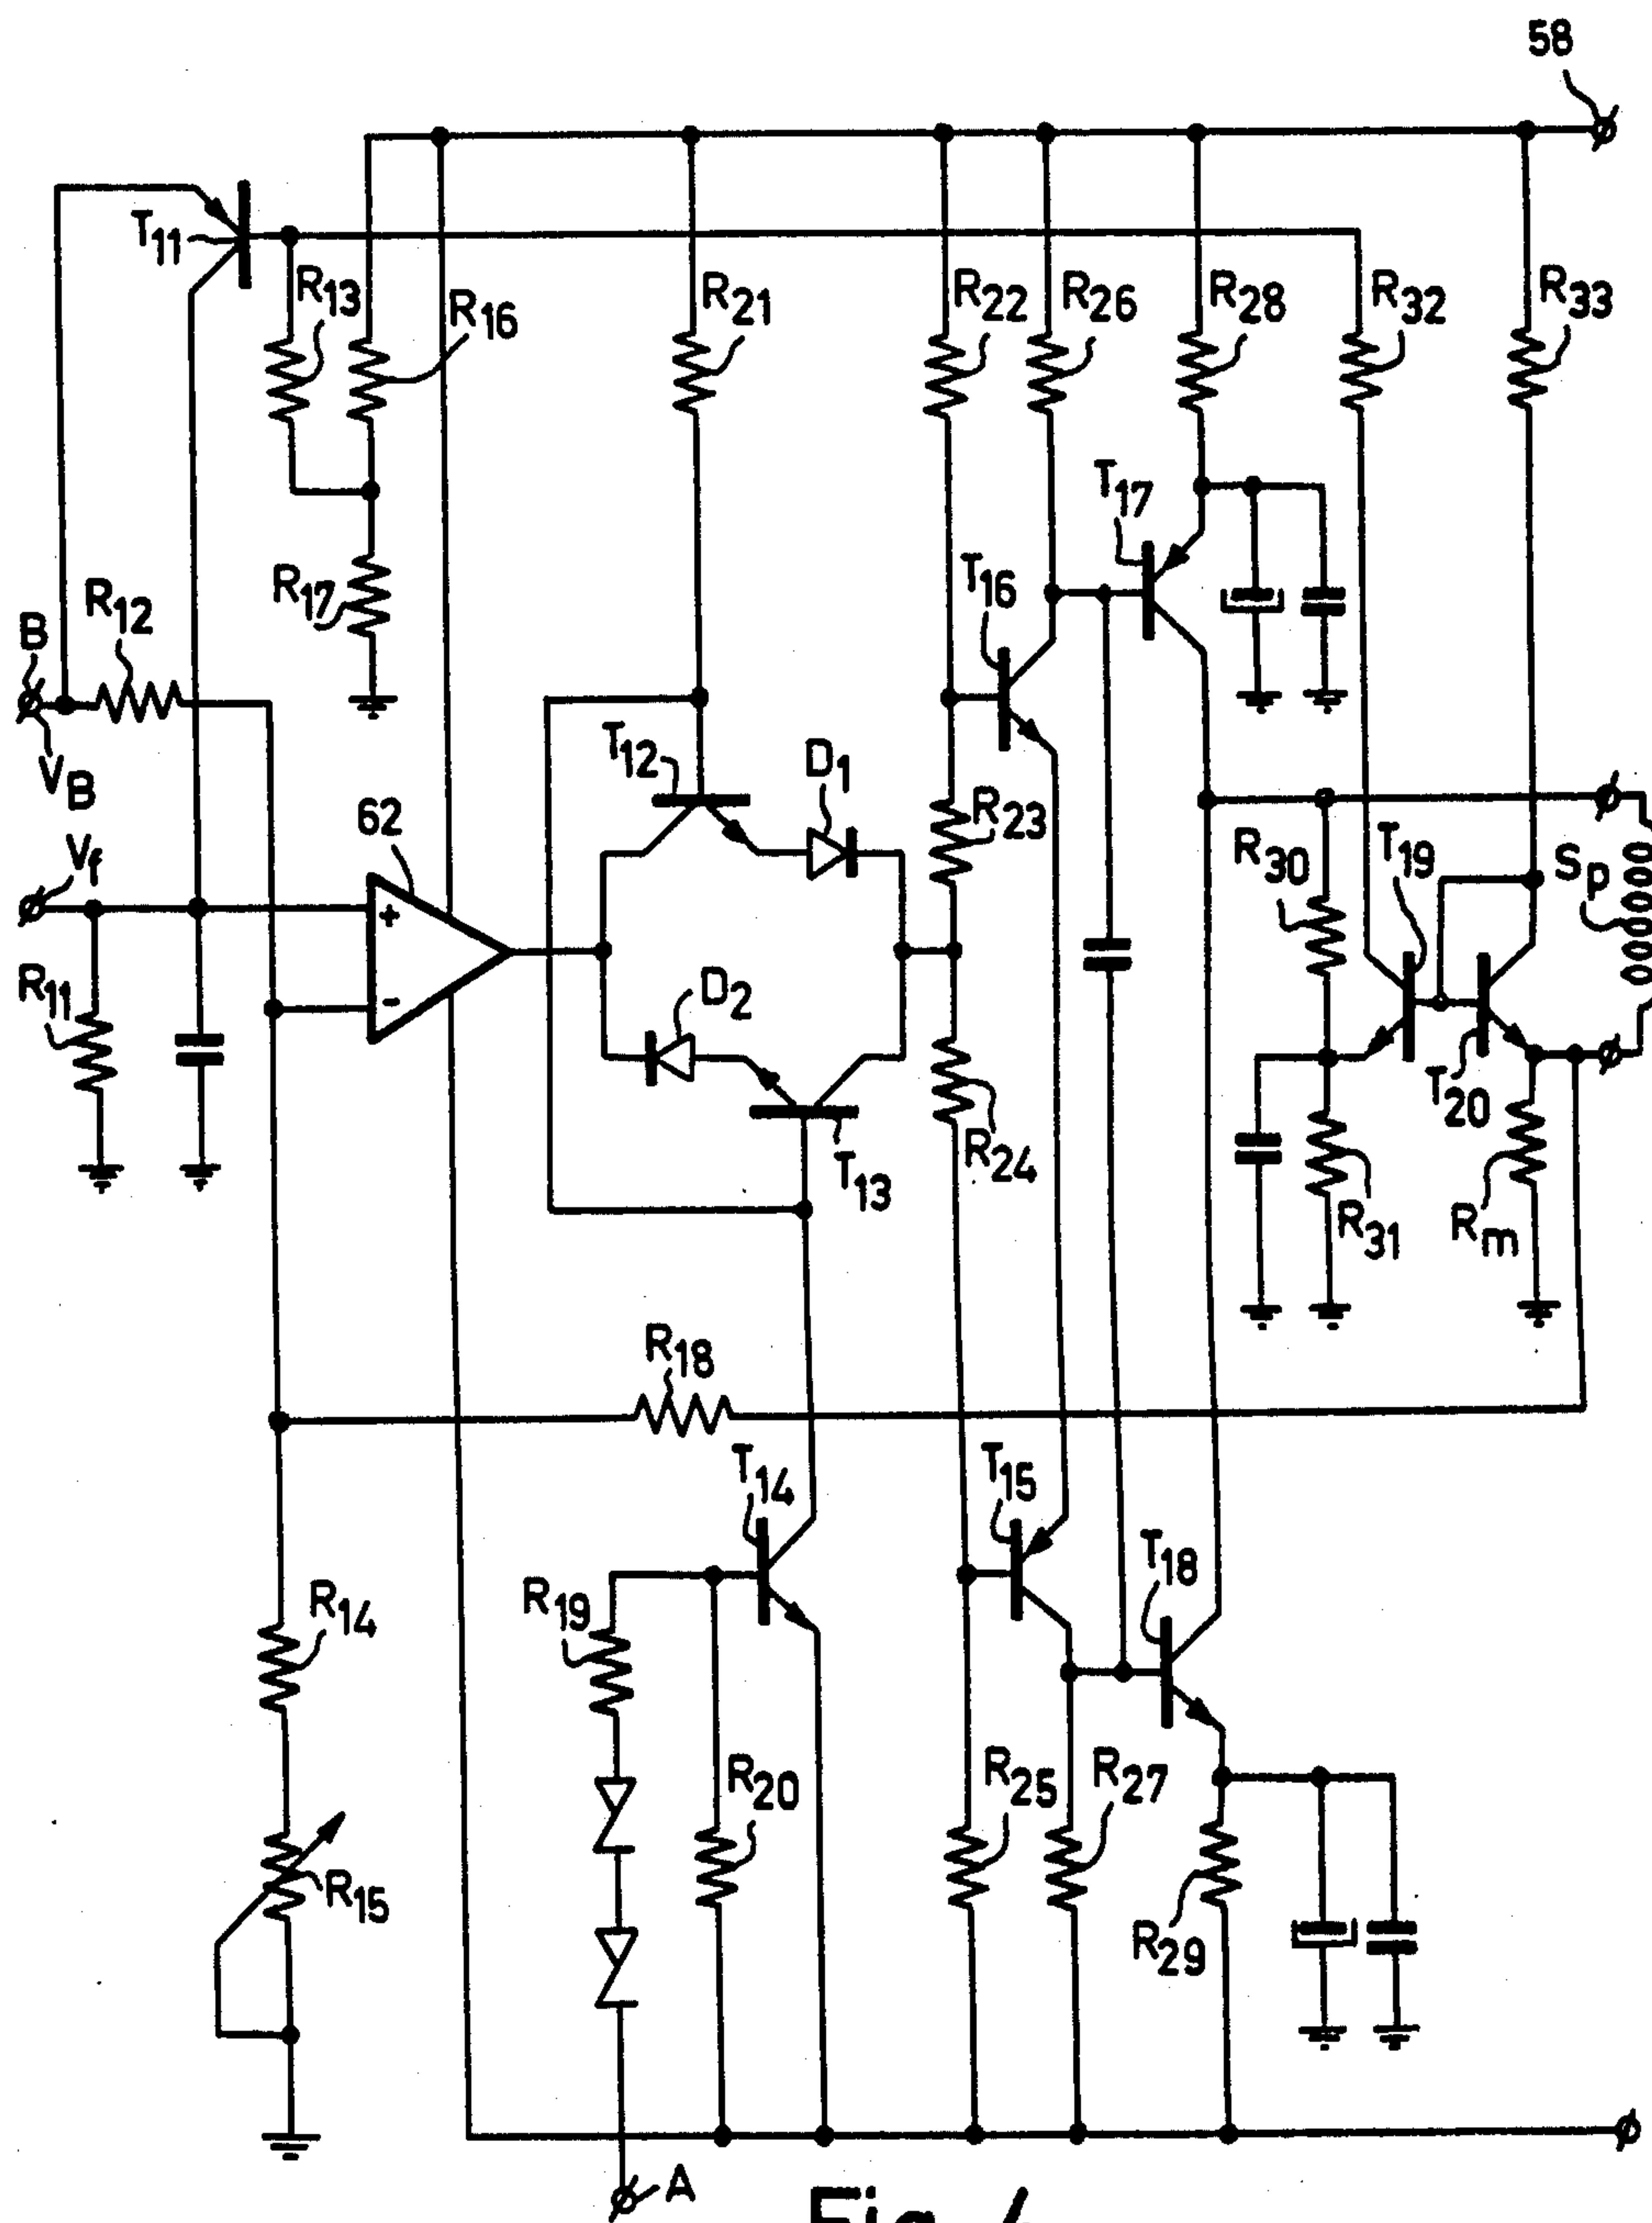 58
T11
R13
R16
R21
R22
R26
R28
R32
R33
T17
T16
R17
R12
B
VB
T12
D1
62
R23
R30
T19
Sp
Vf
+
-
R11
D2
T20
R24
T13
R31
Rm
R18
T14
T15
T18
R14
R19
R20
R25
R27
R15
R29
A